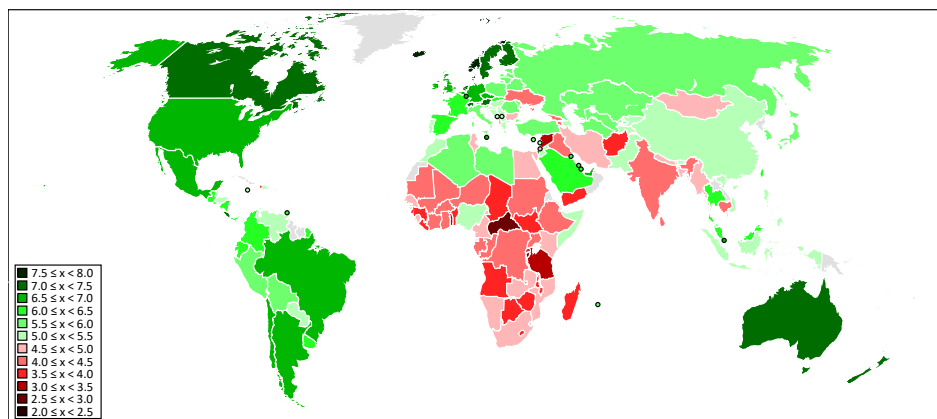 7.5 ≤ x < 8.0
7.0 ≤ x < 7.5
6.5 ≤ x < 7.0
6.0 ≤ x < 6.5
5.5 ≤ x < 6.0
5.0 ≤ x < 5.5
4.5 ≤ x < 5.0
4.0 ≤ x < 4.5
3.5 ≤ x < 4.0
3.0 ≤ x < 3.5
2.5 ≤ x < 3.0
2.0 ≤ x < 2.5